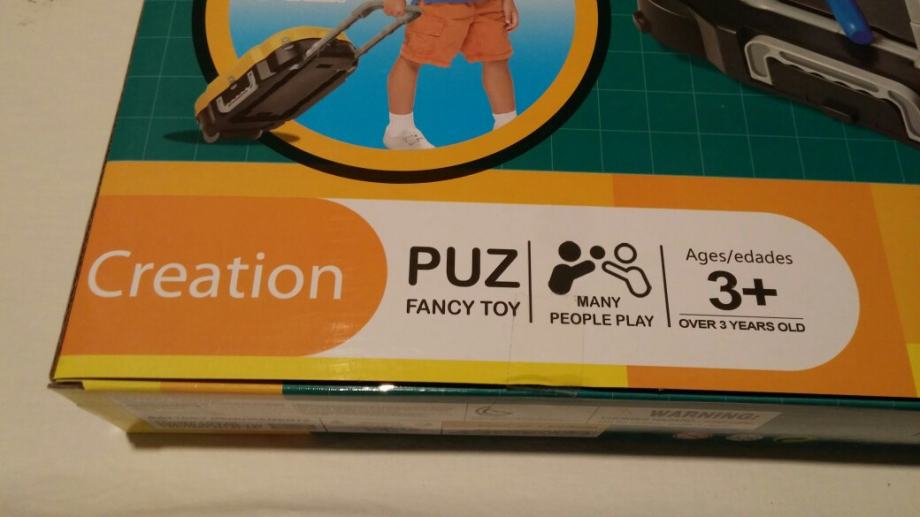 Creation
PUZ
FANCY TOY
MANY
PEOPLE PLAY
Ages/edades
3+
OVER 3 YEARS OLD
WARNING: